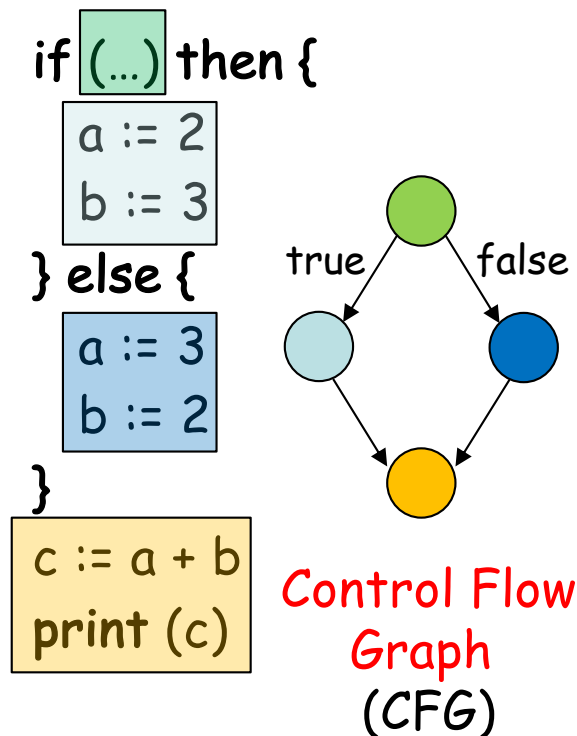 if (...) then {
a := 2
b := 3
} else {
a := 3
b := 2
}
c := a + b
print (c)
true
false
Control Flow
Graph
(CFG)